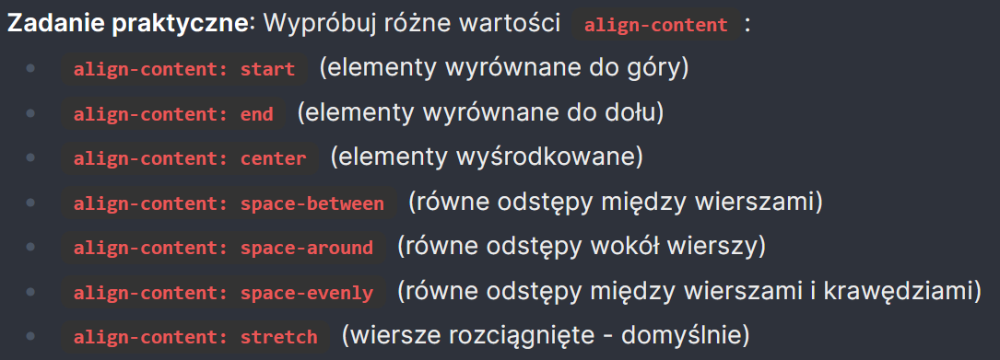 Zadanie praktyczne: Wypróbuj różne wartości align-content :
align-content: start (elementy wyrównane do góry)
align-content: end (elementy wyrównane do dołu)
align-content: center (elementy wyśrodkowane)
align-content: space-between (równe odstępy między wierszami)
align-content: space-around (równe odstępy wokół wierszy)
align-content: space-evenly (równe odstępy między wierszami i krawędziami)
align-content: stretch (wiersze rozciągnięte - domyślnie)